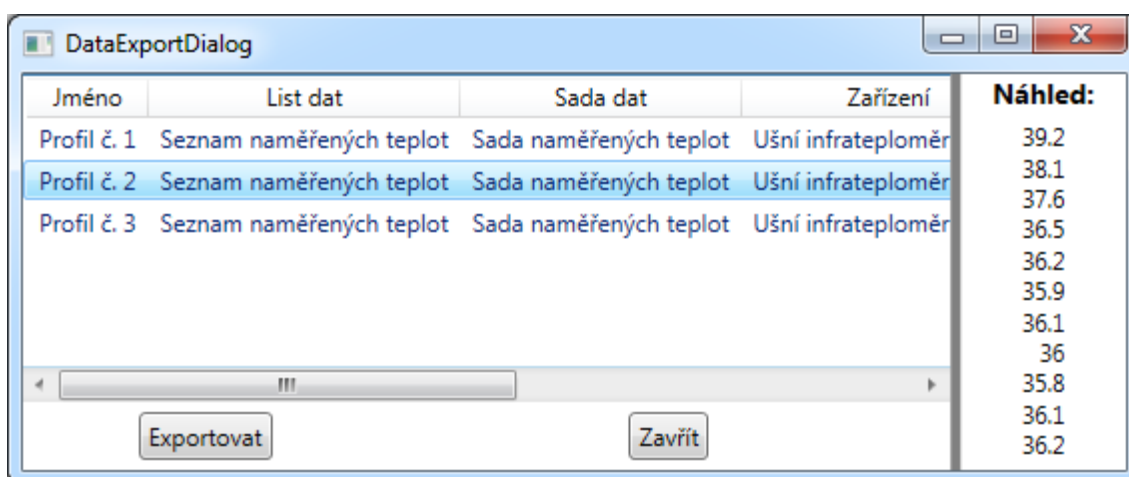 DataExportDialog
Jméno List dat Sada dat Zařízení
Profil č. 1 Seznam naměřených teplot Sada naměřených teplot Ušní infrateploměr
Profil č. 2 Seznam naměřených teplot Sada naměřených teplot Ušní infrateploměr
Profil č. 3 Seznam naměřených teplot Sada naměřených teplot Ušní infrateploměr
Exportovat Zavřít
Náhled:
39.2
38.1
37.6
36.5
36.2
35.9
36.1
36
35.8
36.1
36.2